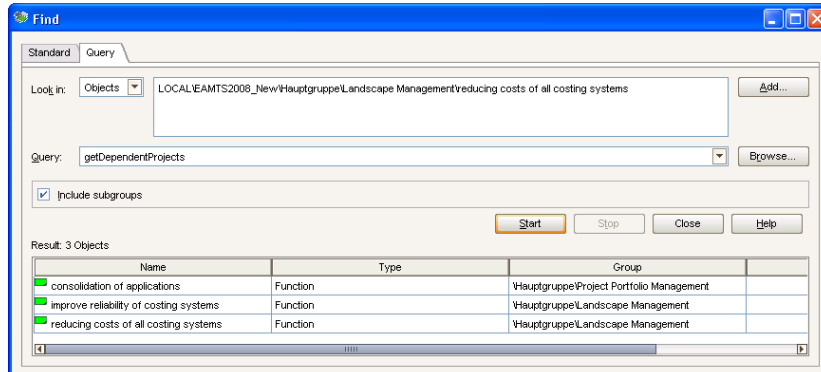 Find
Standard Query
Look in: Objects LOCAL\EAMTS2008_New\Hauptgruppe\Landscape Management\reducing costs of all costing systems Add...
Query: getDependentProjects Browse...
Include subgroups
Start Stop Close Help
Result: 3 Objects
Name Type Group
consolidation of applications Function \Hauptgruppe\Project Portfolio Management
improve reliability of costing systems Function \Hauptgruppe\Landscape Management
reducing costs of all costing systems Function \Hauptgruppe\Landscape Management